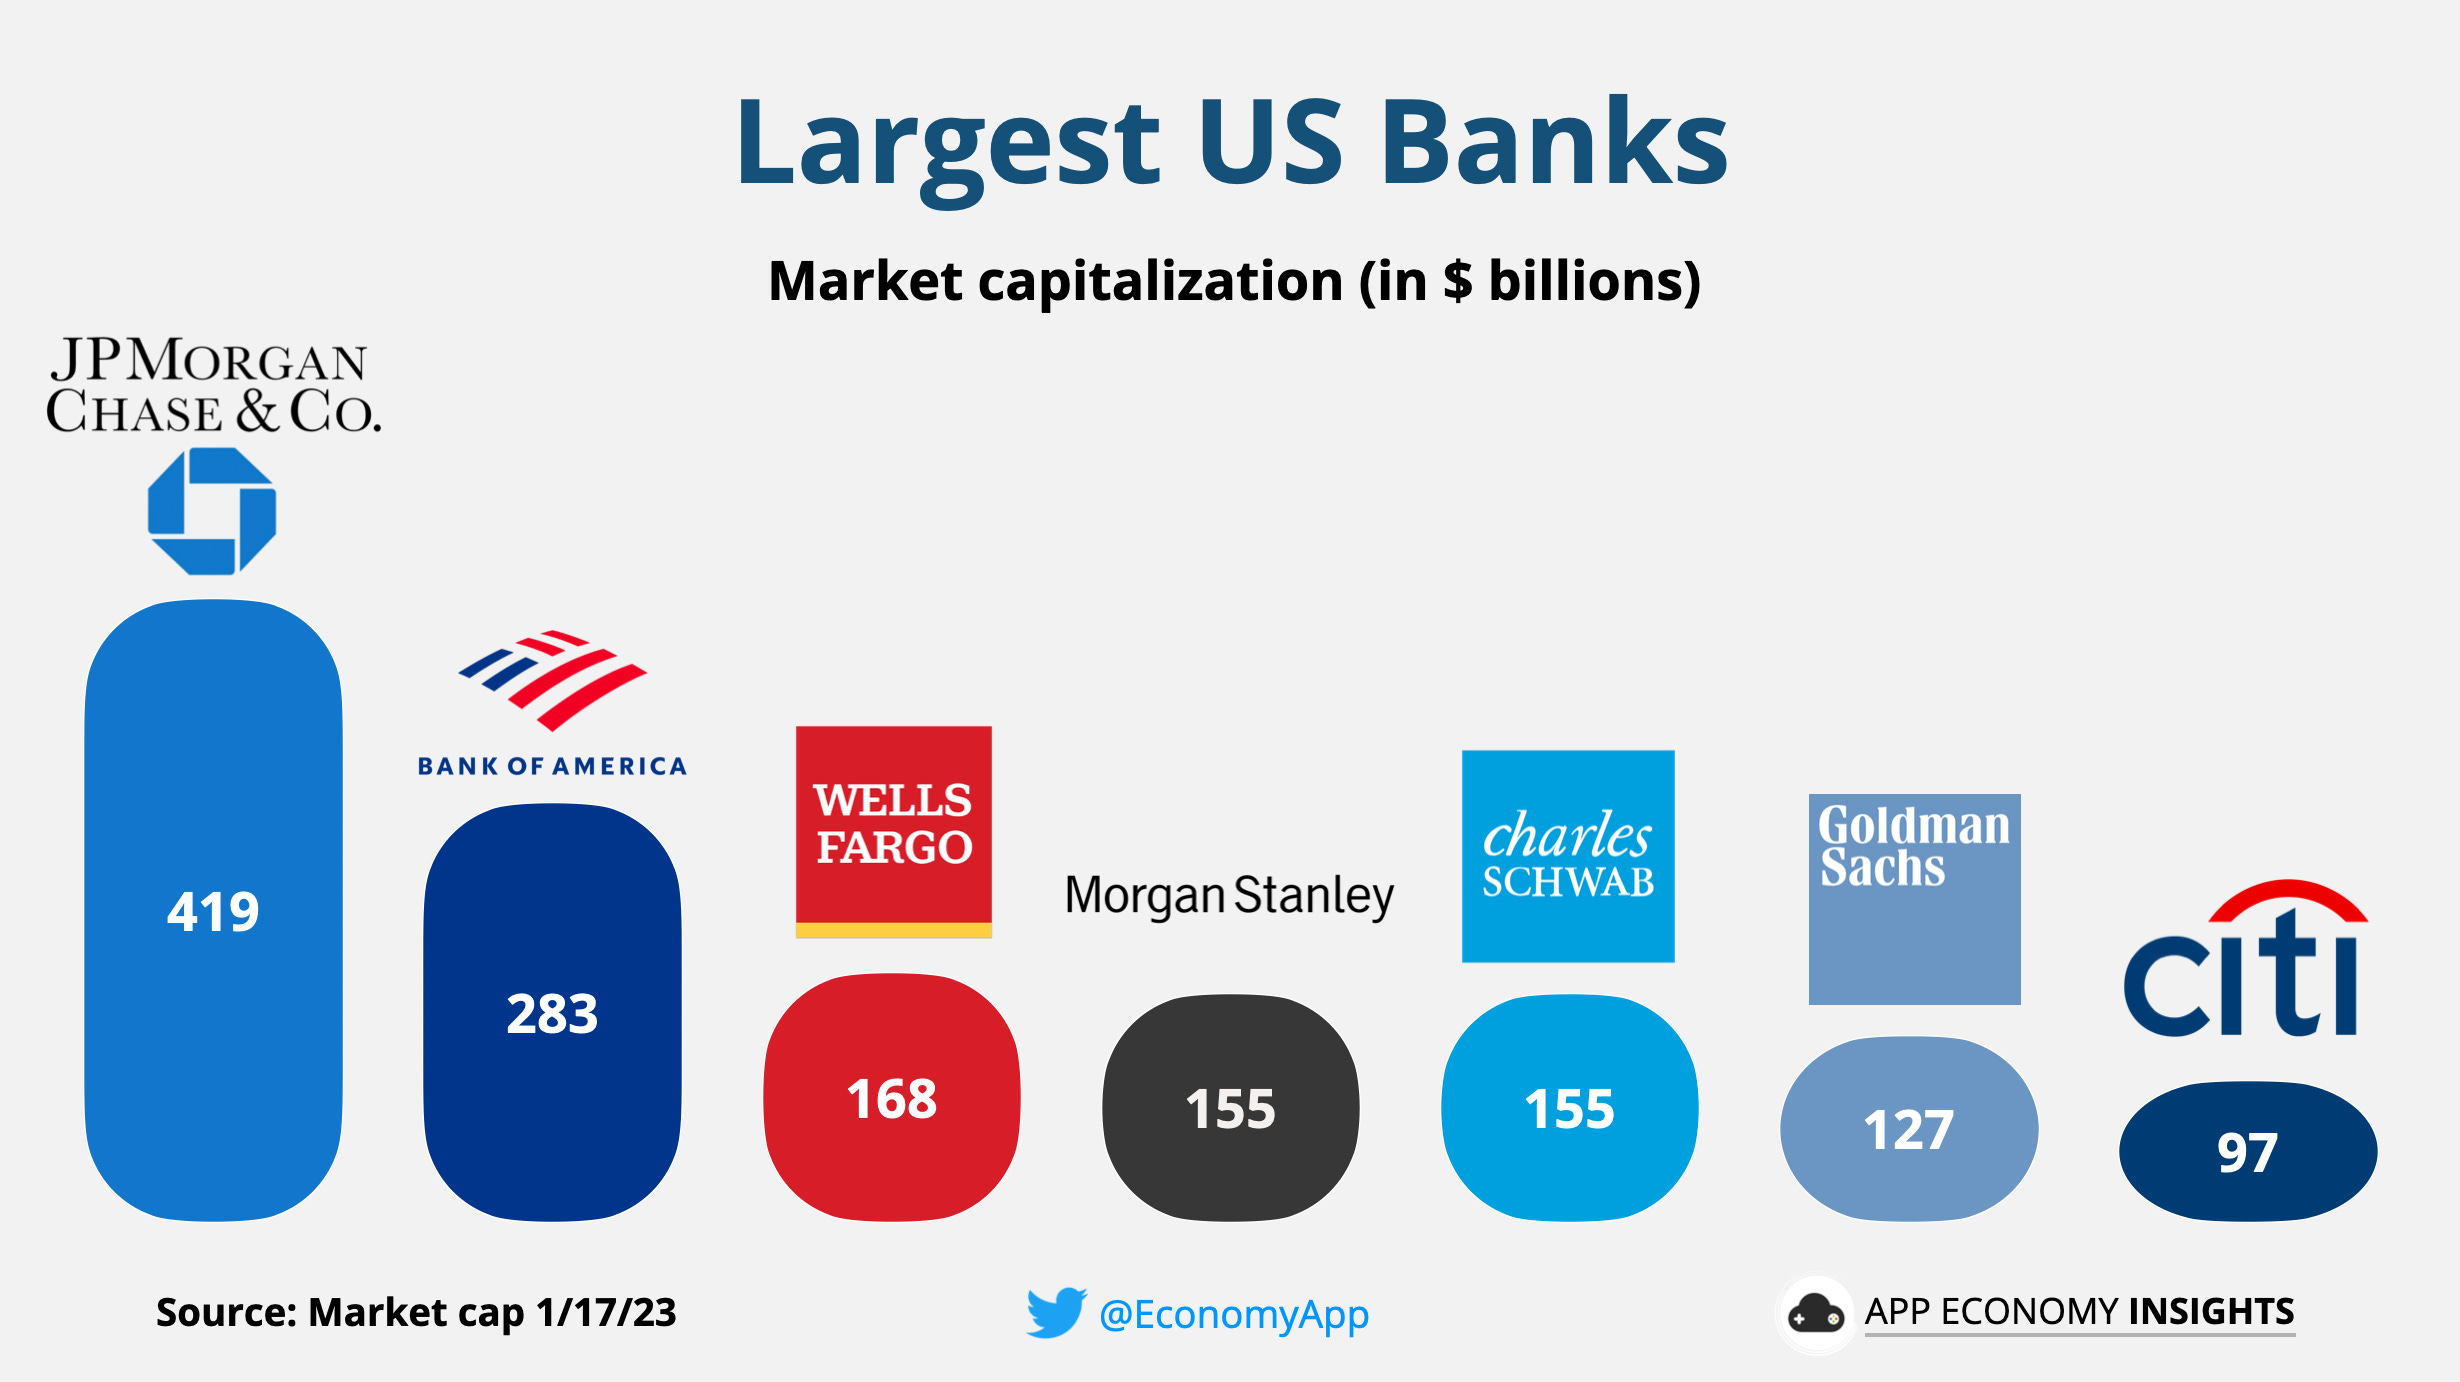 Largest US Banks
Market capitalization (in $ billions)
JPMORGAN
CHASE & CO.
419
BANK OF AMERICA
283
WELLS
FARGO
168
Morgan Stanley
155
charles
SCHWAB
155
Goldman
Sachs
127
citi
97
Source: Market cap 1/17/23
@EconomyApp
APP ECONOMY INSIGHTS